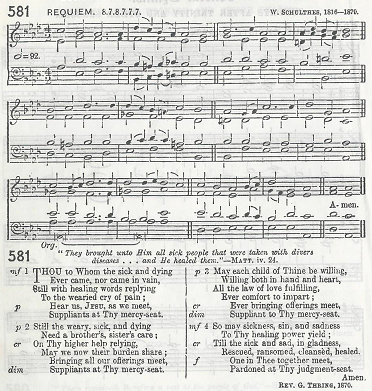 581 REQUIEM. 8.7.8.7.7.7. W. SCHULTHES, 1816—1879.
= 92.
A- men.
Org.
581
"They brought unto Him all sick people that were taken with divers
diseases . . . and He healed them."—MATT. iv. 24.
mf 1 THOU to Whom the sick and dying
Ever came, nor came in vain,
Still with healing words replying
To the wearied cry of pain;
p Hear us, JESU, as we meet,
Suppliants at Thy mercy-seat.
p 2 Still the weary, sick, and dying
Need a brother's, sister's care;
cr On Thy higher help relying,
May we now their burden share;
Bringing all our offerings meet,
dim Suppliants at Thy mercy-seat.
p 3 May each child of Thine be willing,
Willing both in hand and heart,
All the law of love fulfilling,
Ever comfort to impart;
cr Ever bringing offerings meet,
dim Suppliant to Thy mercy-seat.
mf 4 So may sickness, sin, and sadness
To Thy healing power yield;
cr Till the sick and sad, in gladness,
Rescued, ransomed, cleansed, healed.
f One in Thee together meet,
Pardoned at Thy judgment-seat.
Amen.
REV. G. THRING, 1870.